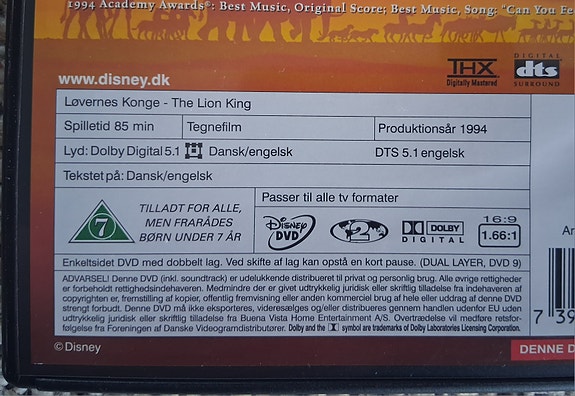 1994 Academy Awards®: Best Music, Original Score; Best Music, Song: "Can You Fe
THX
Digitally Mastered
DIGITAL
dts
SURROUND
www.disney.dk
Løvernes Konge - The Lion King
Spilletid 85 min Tegnefilm Produktionsår 1994
Lyd: Dolby Digital 5.1 Dansk/engelsk DTS 5.1 engelsk
Tekstet på: Dansk/engelsk
7
TILLADT FOR ALLE,
MEN FRARÅDES
BØRN UNDER 7 ÅR
Passer til alle tv formater
Disney
DVD
2
DOLBY
DIGITAL
16:9
1.66:1
Enkeltsidet DVD med dobbelt lag. Ved skifte af lag kan opstå en kort pause. (DUAL LAYER, DVD 9)
ADVARSEL! Denne DVD (inkl. soundtrack) er udelukkende distribueret til privat og personlig brug. Alle øvrige rettigheder
er forbeholdt rettighedsindehaveren. Medmindre der er givet udtrykkelig juridisk eller skriftlig tilladelse fra indehaveren af
copyrighten er, fremstilling af kopier, offentlig fremvisning eller anden kommerciel brug af hele eller uddrag af denne DVD
strengt forbudt. Denne DVD må ikke eksporteres, videresælges og/eller distribueres gennem handlen udenfor EU uden
udtrykkelig juridisk eller skriftlig tilladelse fra Buena Vista Home Entertainment A/S. Overtrædelse vil medføre retsfor-
følgelse fra Foreningen af Danske Videogramdistributører. Dolby and the symbol are trademarks of Dolby Laboratories Licensing Corporation.
©Disney
Ar
7 39
DENNE D